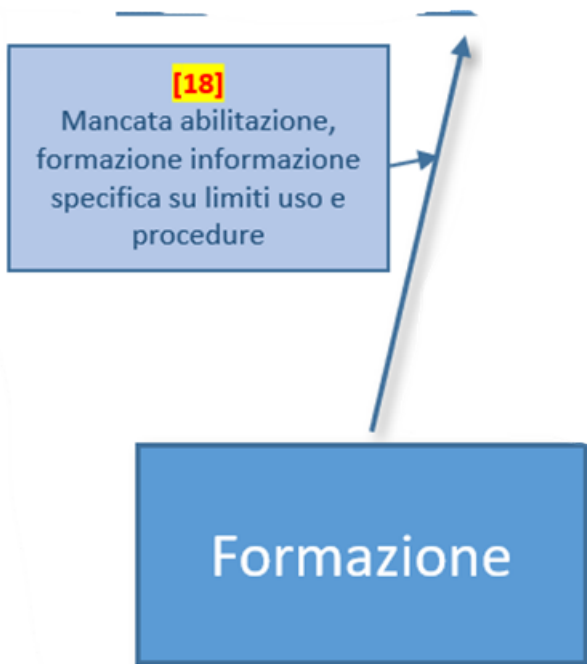 [18]
Mancata abilitazione,
formazione informazione
specifica su limiti uso e
procedure
Formazione